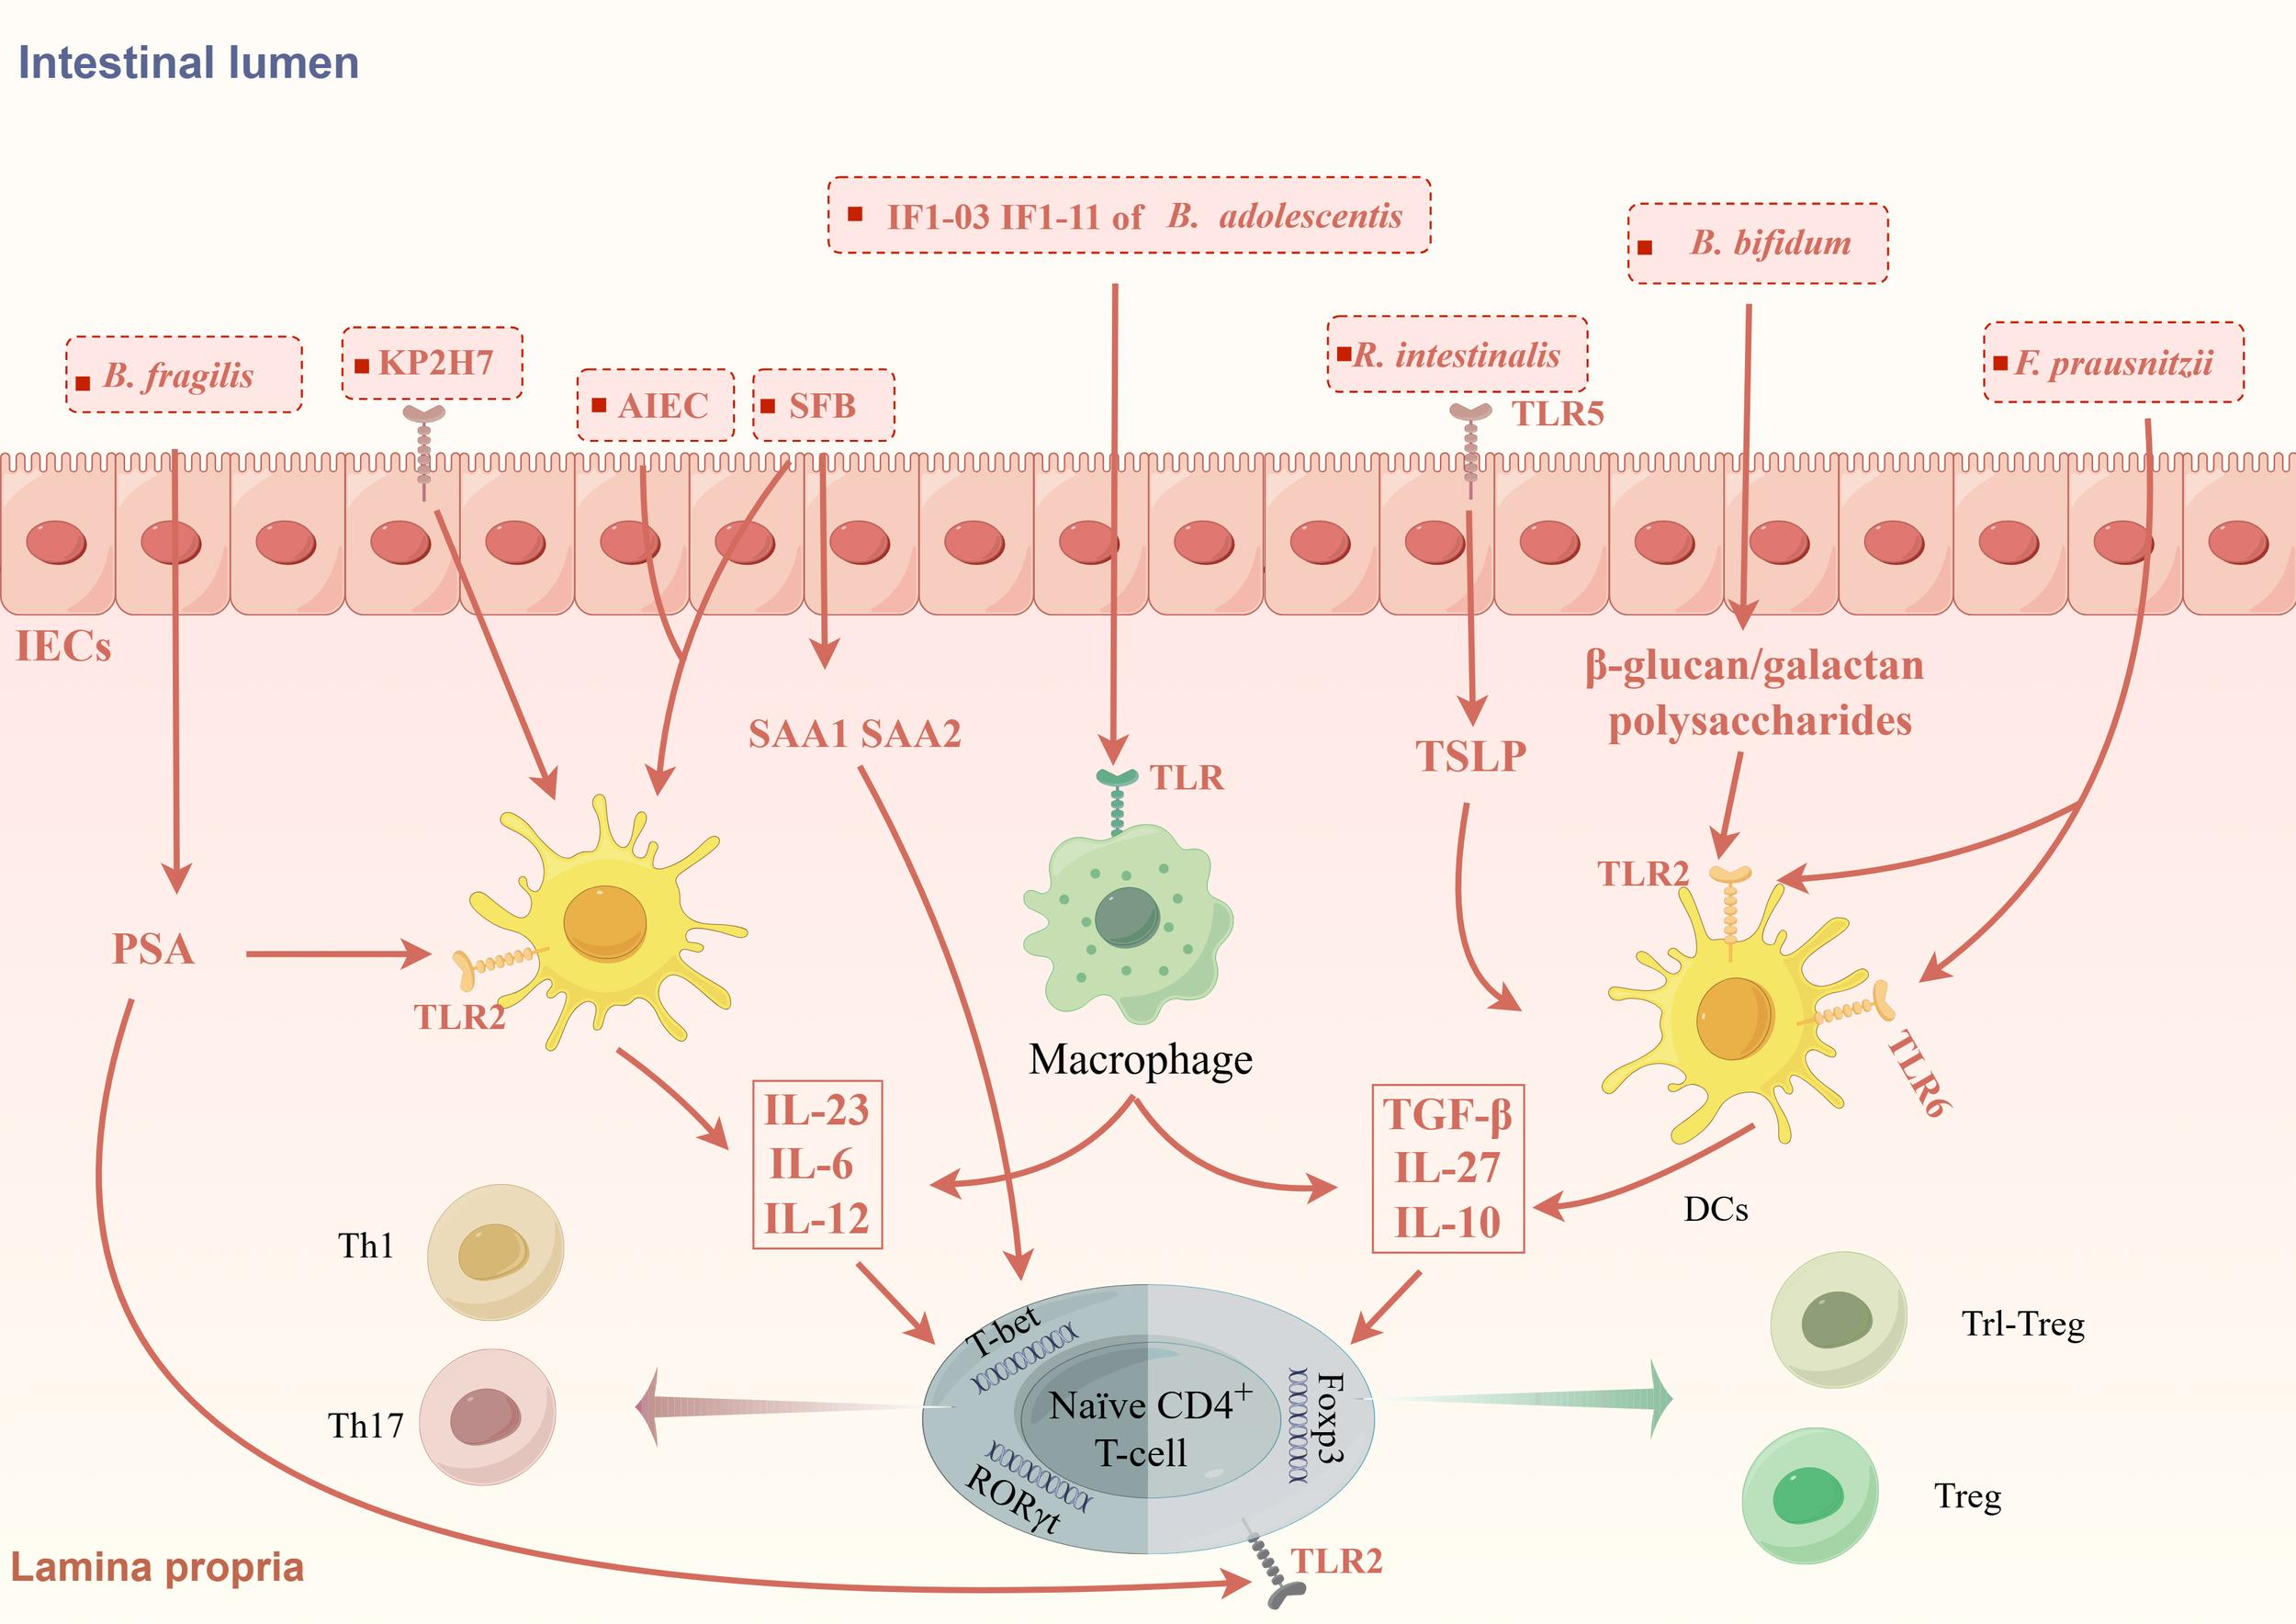 Intestinal lumen
IF1-03 IF1-11 of B. adolescentis
B. bifidum
B. fragilis
KP2H7
AIEC
SFB
R. intestinalis
TLR5
F. prausnitzii
IECs
SAA1 SAA2
TLR
TSLP
β-glucan/galactan
polysaccharides
PSA
TLR2
TLR2
TLR6
Macrophage
IL-23
IL-6
IL-12
TGF-β
IL-27
IL-10
DCs
Th1
Th17
T-bet
RORγt
Naïve CD4+
T-cell
Foxp3
Trl-Treg
Treg
TLR2
Lamina propria